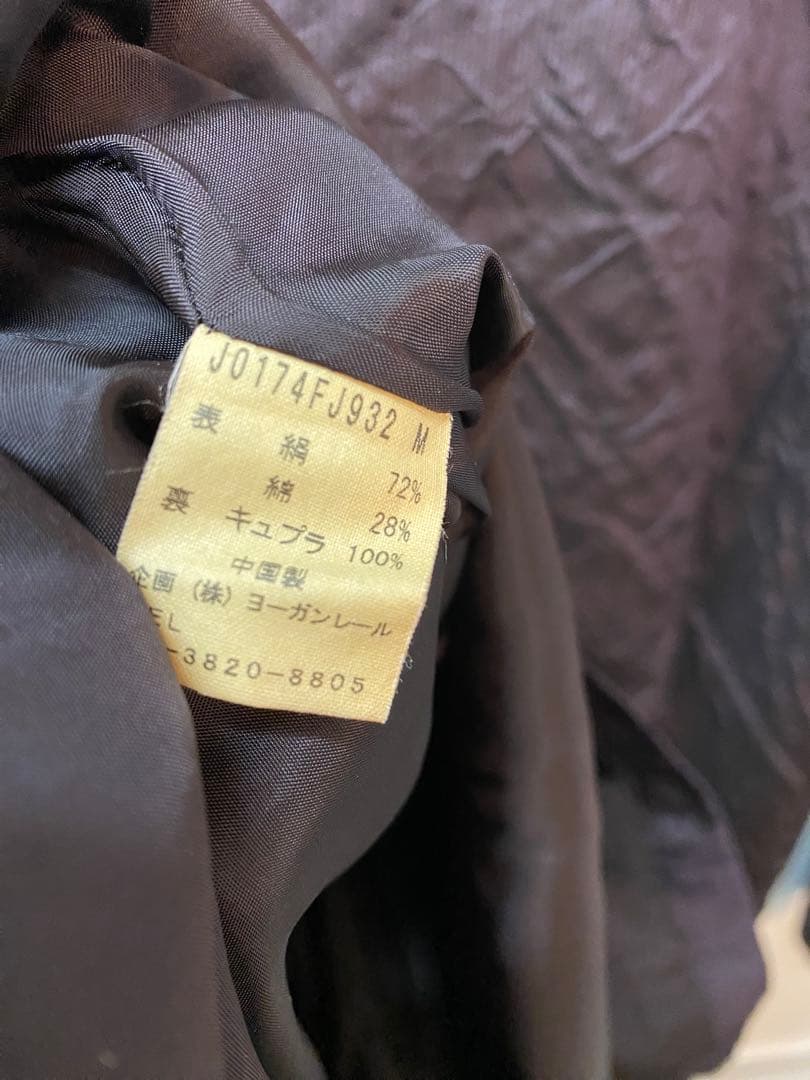 J0174FJ932 M
表 絹 72%
綿 28%
裏 キュプラ 100%
中国製
企画 (株) ヨーガンレール
EL
-3820-8805